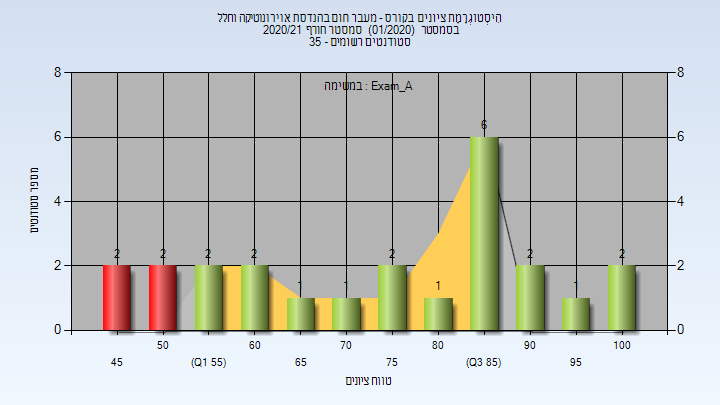 היסטוגרמת ציונים בקורס - מעבר חום בהנדסת אוירונוטיקה וחלל
בסמסטר (01/2020) סמסטר חורף 2020/21
סטודנטים רשומים - 35
במשימה : Exam_A
מספר סטודנטים
8 6 4 2 0
8 6 4 2 0
2 2 2 2 1 1 2 1 6 2 1 2
45 50 (Q1 55) 60 65 70 75 80 (Q3 85) 90 95 100
טווח ציונים